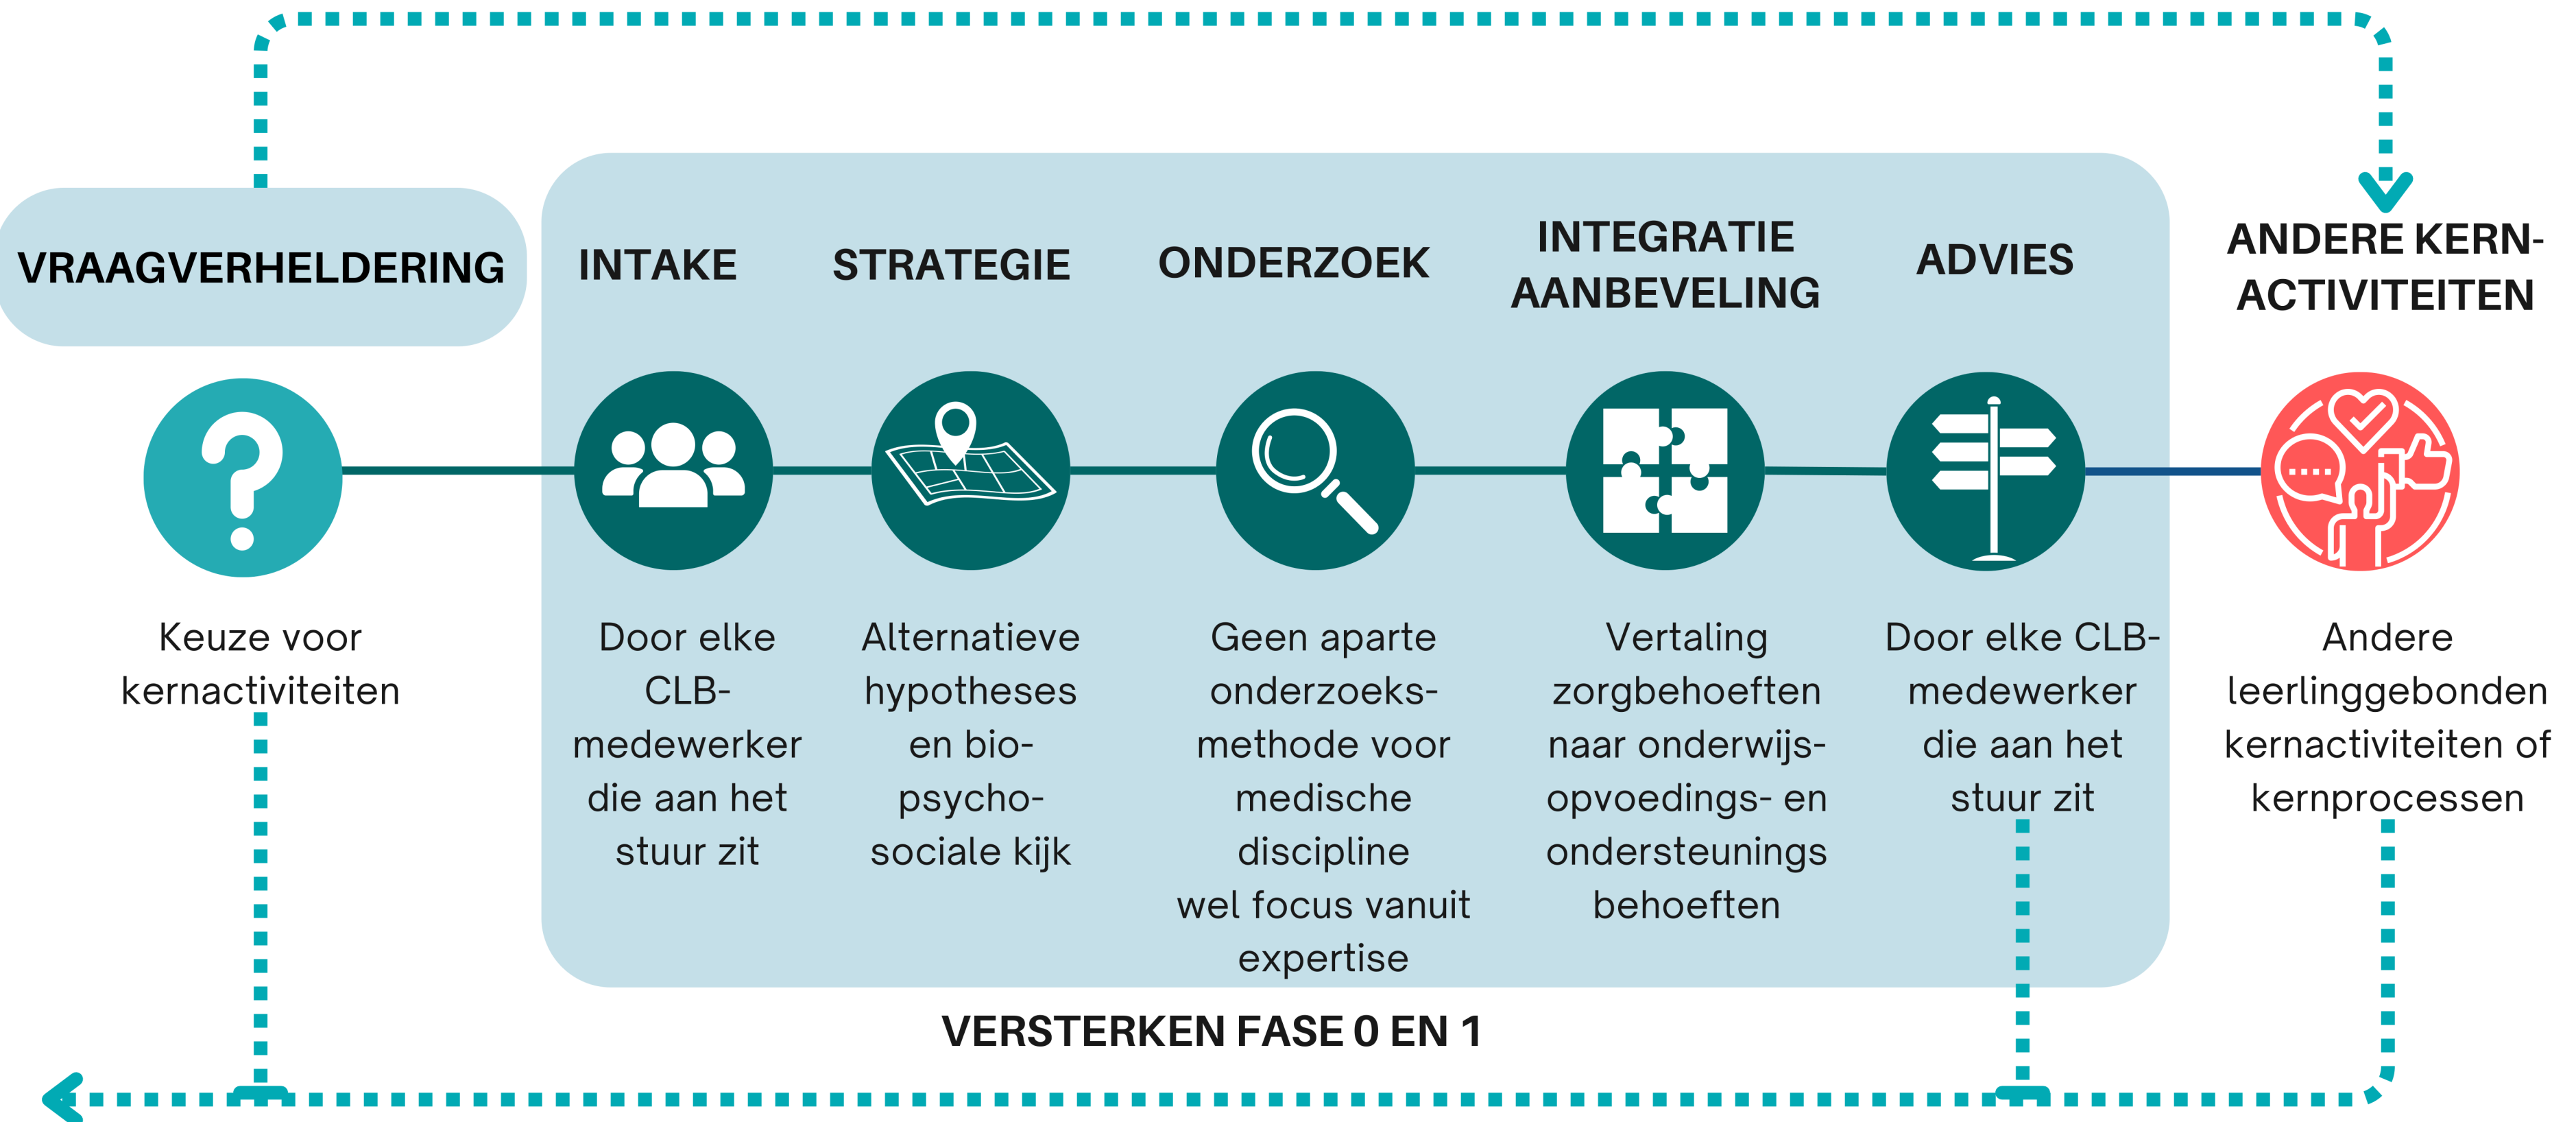 VRAAGVERHELDERING
Keuze voor
kernactiviteiten
INTAKE
Door elke
CLB-
medewerker
die aan het
stuur zit
STRATEGIE
Alternatieve
hypotheses
en bio-
psycho-
sociale kijk
ONDERZOEK
Geen aparte
onderzoeks-
methode voor
medische
discipline
wel focus vanuit
expertise
INTEGRATIE
AANBEVELING
Vertaling
zorgbehoeften
naar onderwijs-
opvoedings- en
ondersteunings
behoeften
ADVIES
Door elke CLB-
medewerker
die aan het
stuur zit
ANDERE KERN-
ACTIVITEITEN
Andere
leerlinggebonden
kernactiviteiten of
kernprocessen
VERSTERKEN FASE 0 EN 1